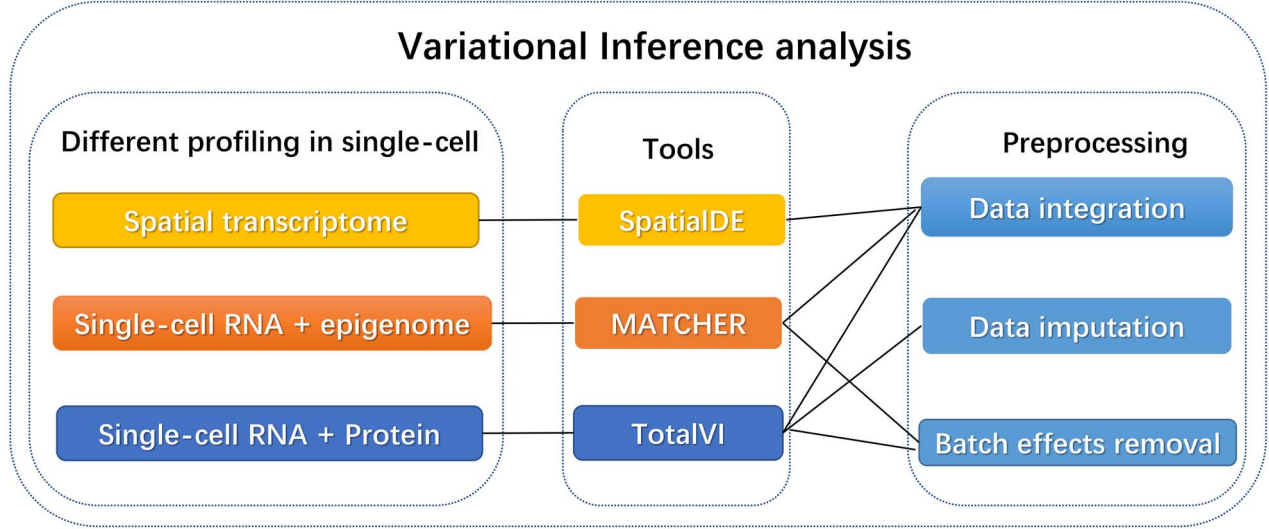 Variational Inference analysis
Different profiling in single-cell
Spatial transcriptome
Single-cell RNA + epigenome
Single-cell RNA + Protein
Tools
SpatialDE
MATCHER
TotalVI
Preprocessing
Data integration
Data imputation
Batch effects removal